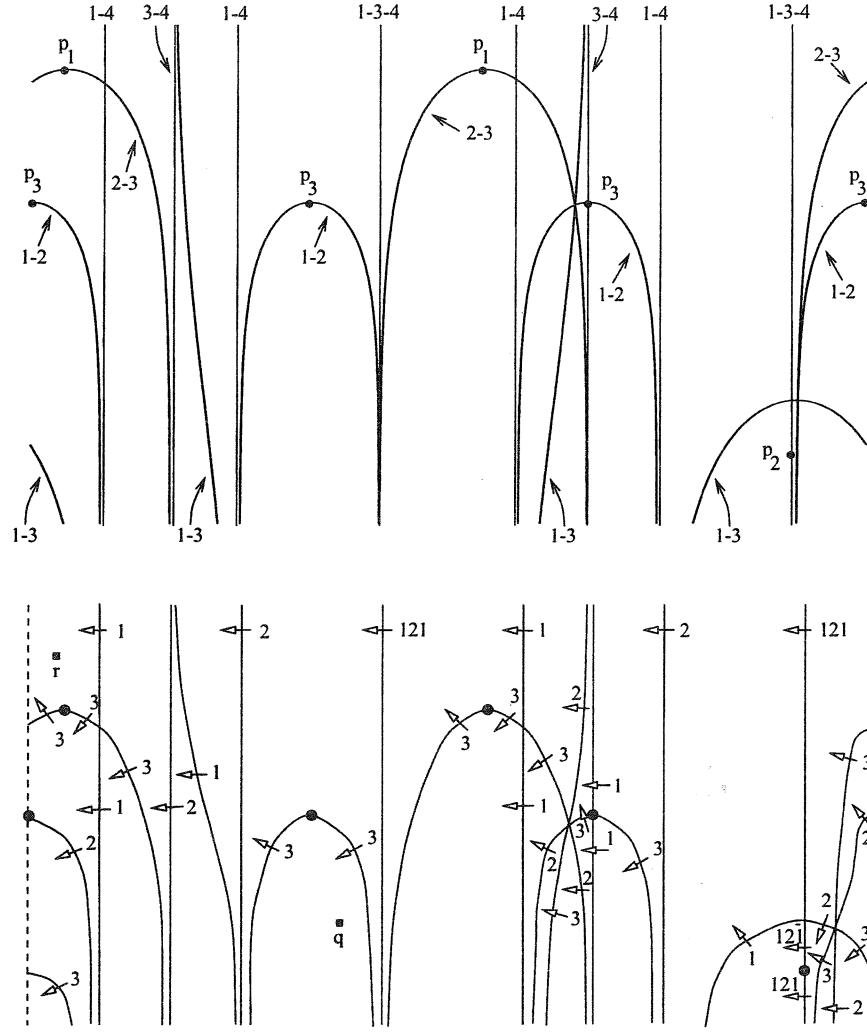 1-4 3-4 1-4 1-3-4 1-4 3-4 1-4 1-3-4
p1 p1 2-3
2-3 2-3
p3 p3 p3 p3
1-2 1-2 1-2 1-2
p2
1-3 1-3 1-3 1-3
1 2 121 1 2 121
r
3 3 2
3 3 3 3
3 1 3 1 3
1 2 1 3 2
2 3 3 2 1 3
2
q 3 2 3
1 121 3
3 121 3 2